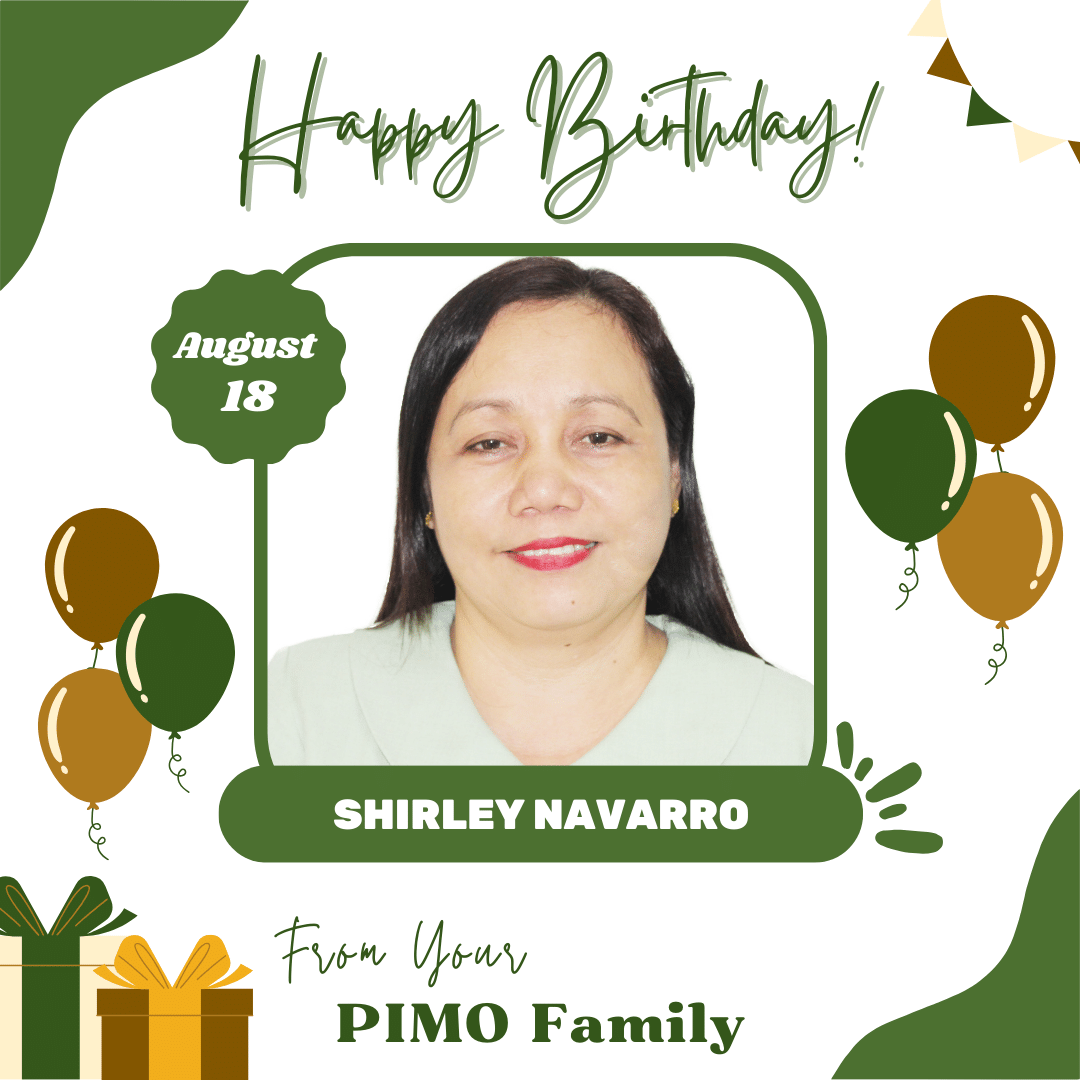 Happy Birthday!
August
18
SHIRLEY NAVARRO
From Your
PIMO Family